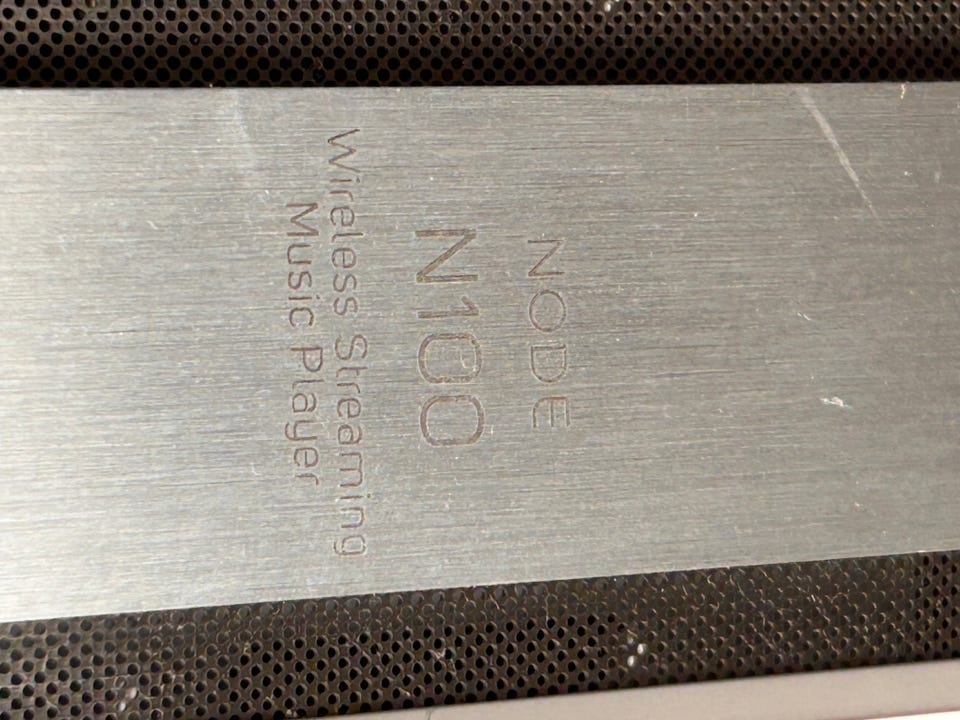 NODE
N100
Wireless Streaming
Music Player